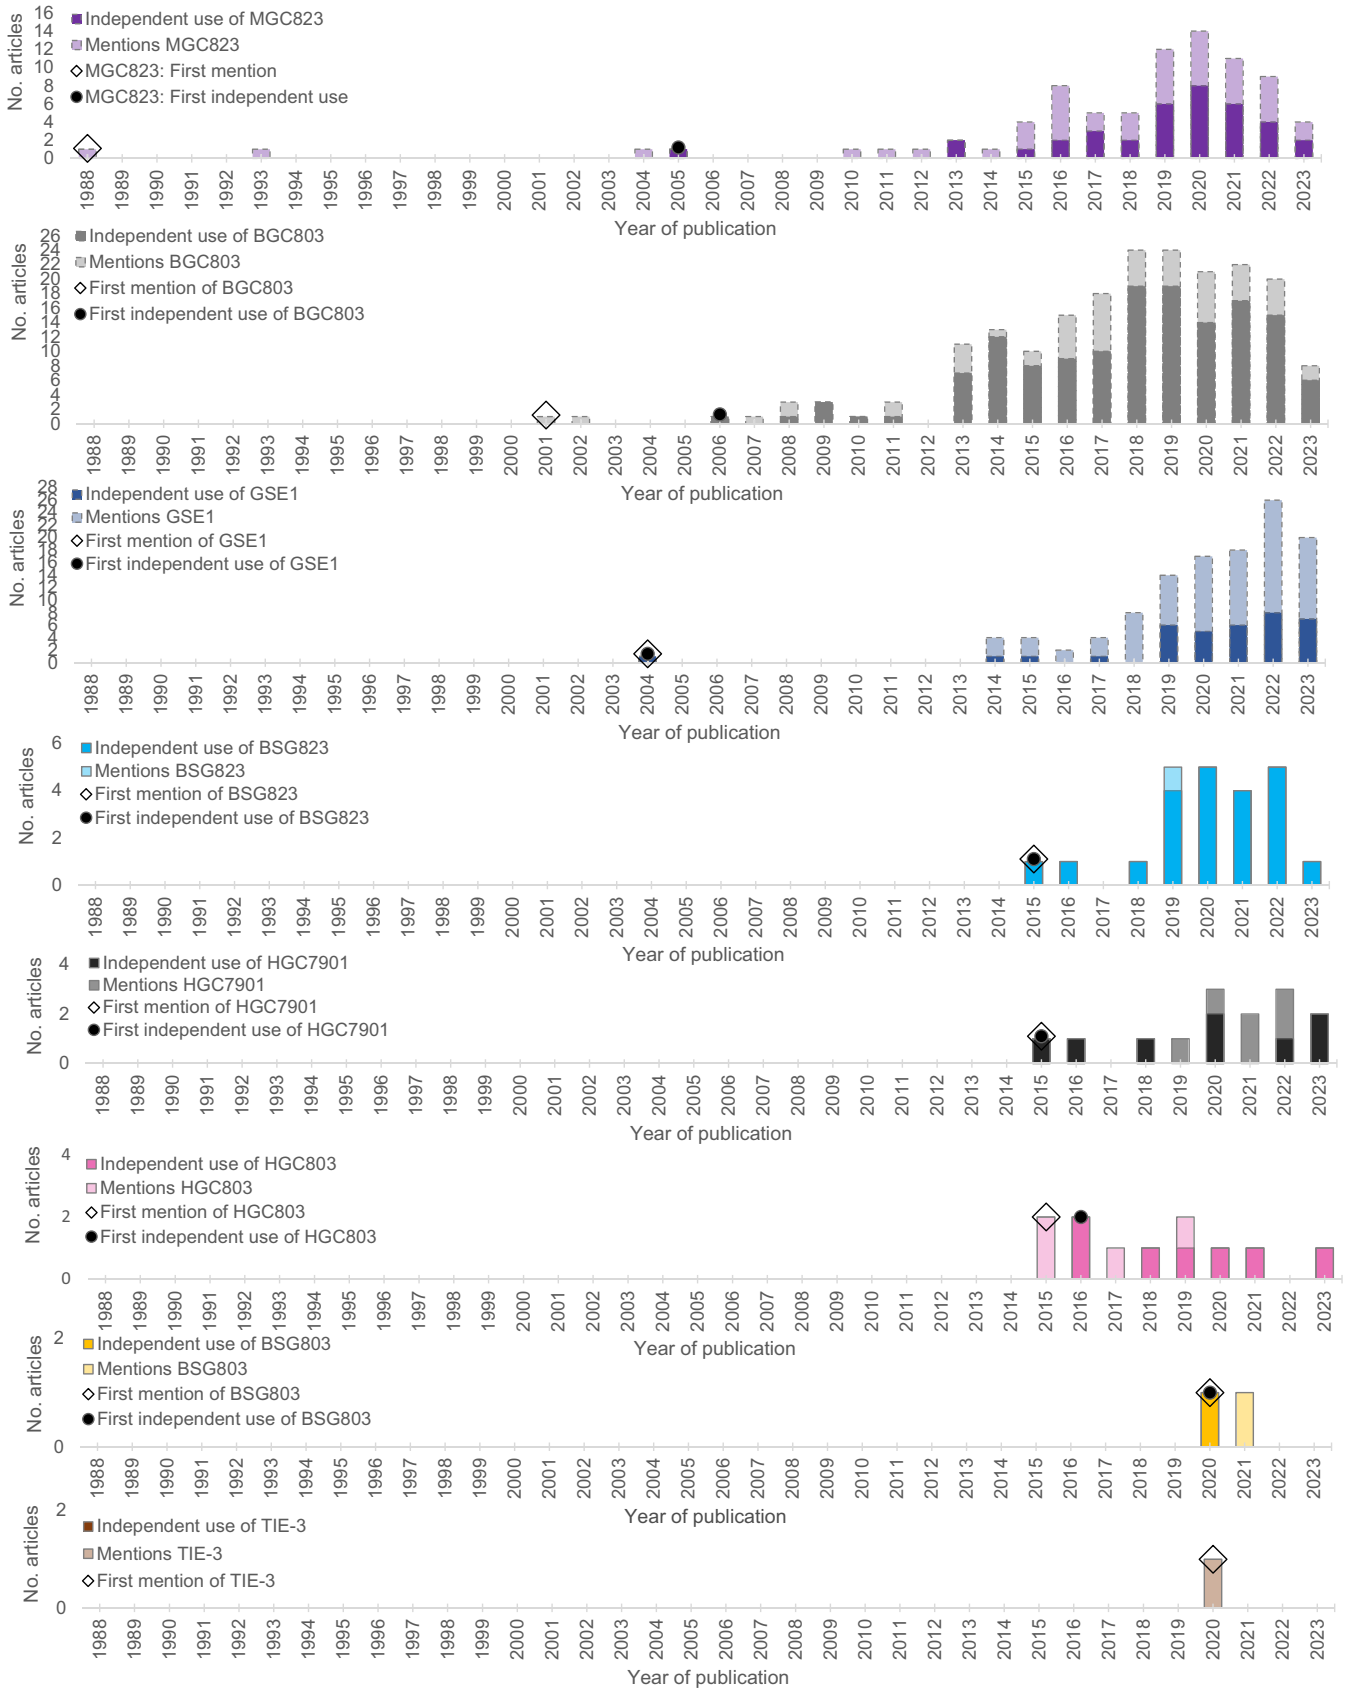 No. articles
16
14
12
10
8
6
4
2
0
Independent use of MGC823
Mentions MGC823
MGC823: First mention
MGC823: First independent use
1988 1989 1990 1991 1992 1993 1994 1995 1996 1997 1998 1999 2000 2001 2002 2003 2004 2005 2006 2007 2008 2009 2010 2011 2012 2013 2014 2015 2016 2017 2018 2019 2020 2021 2022 2023
Year of publication
No. articles
26
24
22
20
18
16
14
12
10
8
6
4
2
0
Independent use of BGC803
Mentions BGC803
First mention of BGC803
First independent use of BGC803
1988 1989 1990 1991 1992 1993 1994 1995 1996 1997 1998 1999 2000 2001 2002 2003 2004 2005 2006 2007 2008 2009 2010 2011 2012 2013 2014 2015 2016 2017 2018 2019 2020 2021 2022 2023
Year of publication
No. articles
28
26
24
22
20
18
16
14
12
10
8
6
4
2
0
Independent use of GSE1
Mentions GSE1
First mention of GSE1
First independent use of GSE1
1988 1989 1990 1991 1992 1993 1994 1995 1996 1997 1998 1999 2000 2001 2002 2003 2004 2005 2006 2007 2008 2009 2010 2011 2012 2013 2014 2015 2016 2017 2018 2019 2020 2021 2022 2023
Year of publication
No. articles
6
4
2
0
Independent use of BSG823
Mentions BSG823
First mention of BSG823
First independent use of BSG823
1988 1989 1990 1991 1992 1993 1994 1995 1996 1997 1998 1999 2000 2001 2002 2003 2004 2005 2006 2007 2008 2009 2010 2011 2012 2013 2014 2015 2016 2017 2018 2019 2020 2021 2022 2023
Year of publication
No. articles
4
2
0
Independent use of HGC7901
Mentions HGC7901
First mention of HGC7901
First independent use of HGC7901
1988 1989 1990 1991 1992 1993 1994 1995 1996 1997 1998 1999 2000 2001 2002 2003 2004 2005 2006 2007 2008 2009 2010 2011 2012 2013 2014 2015 2016 2017 2018 2019 2020 2021 2022 2023
Year of publication
No. articles
4
2
0
Independent use of HGC803
Mentions HGC803
First mention of HGC803
First independent use of HGC803
1988 1989 1990 1991 1992 1993 1994 1995 1996 1997 1998 1999 2000 2001 2002 2003 2004 2005 2006 2007 2008 2009 2010 2011 2012 2013 2014 2015 2016 2017 2018 2019 2020 2021 2022 2023
Year of publication
No. articles
2
0
Independent use of BSG803
Mentions BSG803
First mention of BSG803
First independent use of BSG803
1988 1989 1990 1991 1992 1993 1994 1995 1996 1997 1998 1999 2000 2001 2002 2003 2004 2005 2006 2007 2008 2009 2010 2011 2012 2013 2014 2015 2016 2017 2018 2019 2020 2021 2022 2023
Year of publication
No. articles
2
0
Independent use of TIE-3
Mentions TIE-3
First mention of TIE-3
1988 1989 1990 1991 1992 1993 1994 1995 1996 1997 1998 1999 2000 2001 2002 2003 2004 2005 2006 2007 2008 2009 2010 2011 2012 2013 2014 2015 2016 2017 2018 2019 2020 2021 2022 2023
Year of publication